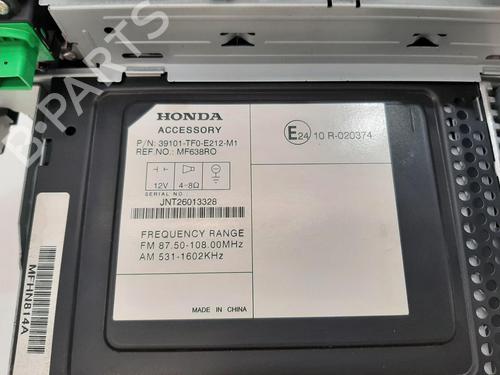 HONDA
ACCESSORY
P/N: 39101-TF0-E212-M1
REF.NO.: MF638RO
12V 4-8Ω
SERIAL NO.:
JNT26013328
FREQUENCY RANGE
FM 87.50-108.00MHz
AM 531-1602KHz
MADE IN CHINA
E24 10 R-020374
MFHN814A
B-PARTS